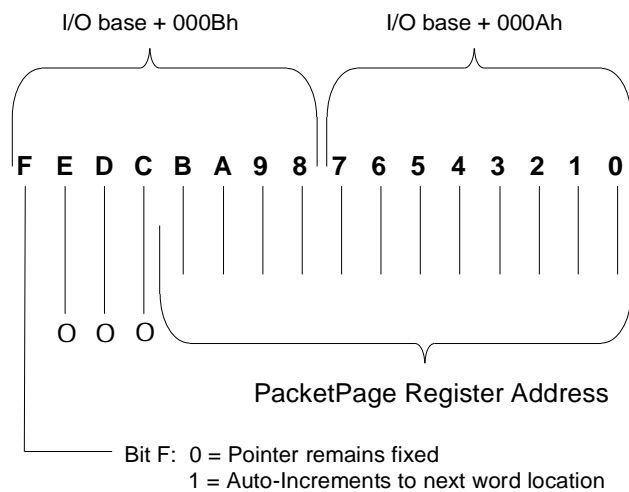 I/O base + 000Bh I/O base + 000Ah
F E D C B A 9 8 7 6 5 4 3 2 1 0
O O O
PacketPage Register Address
Bit F: 0 = Pointer remains fixed
1 = Auto-Increments to next word location